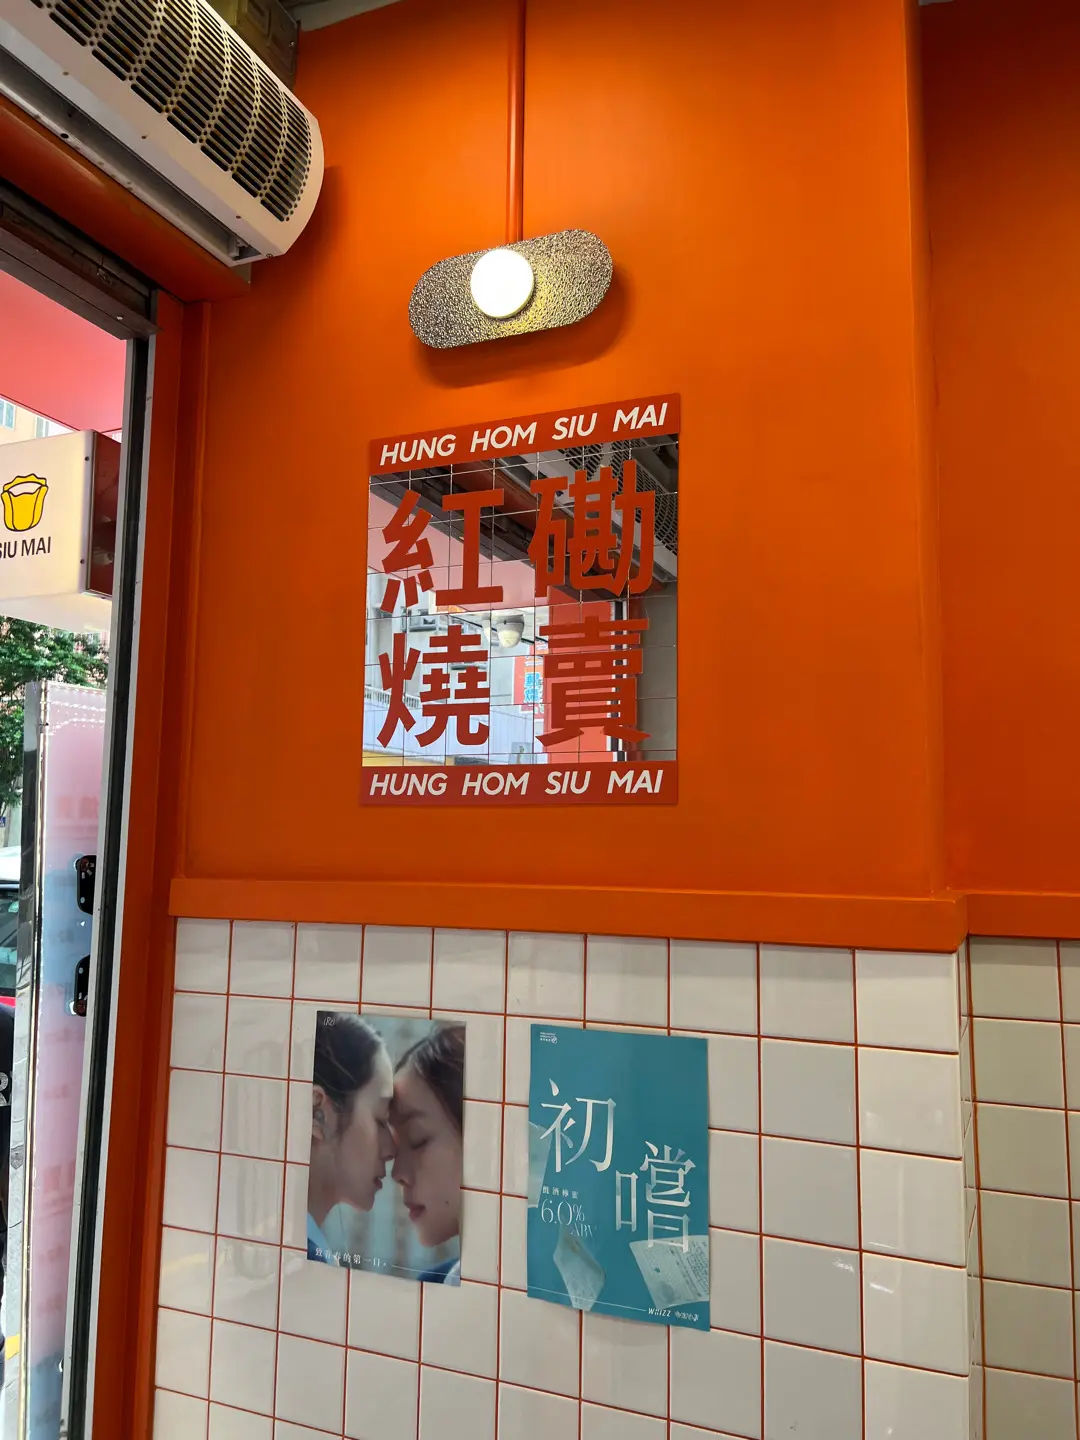 HUNG HOM SIU MAI
紅磡
燒賣
HUNG HOM SIU MAI
SIU MAI
初
嚐
6.0%
ABV
WHIZZ